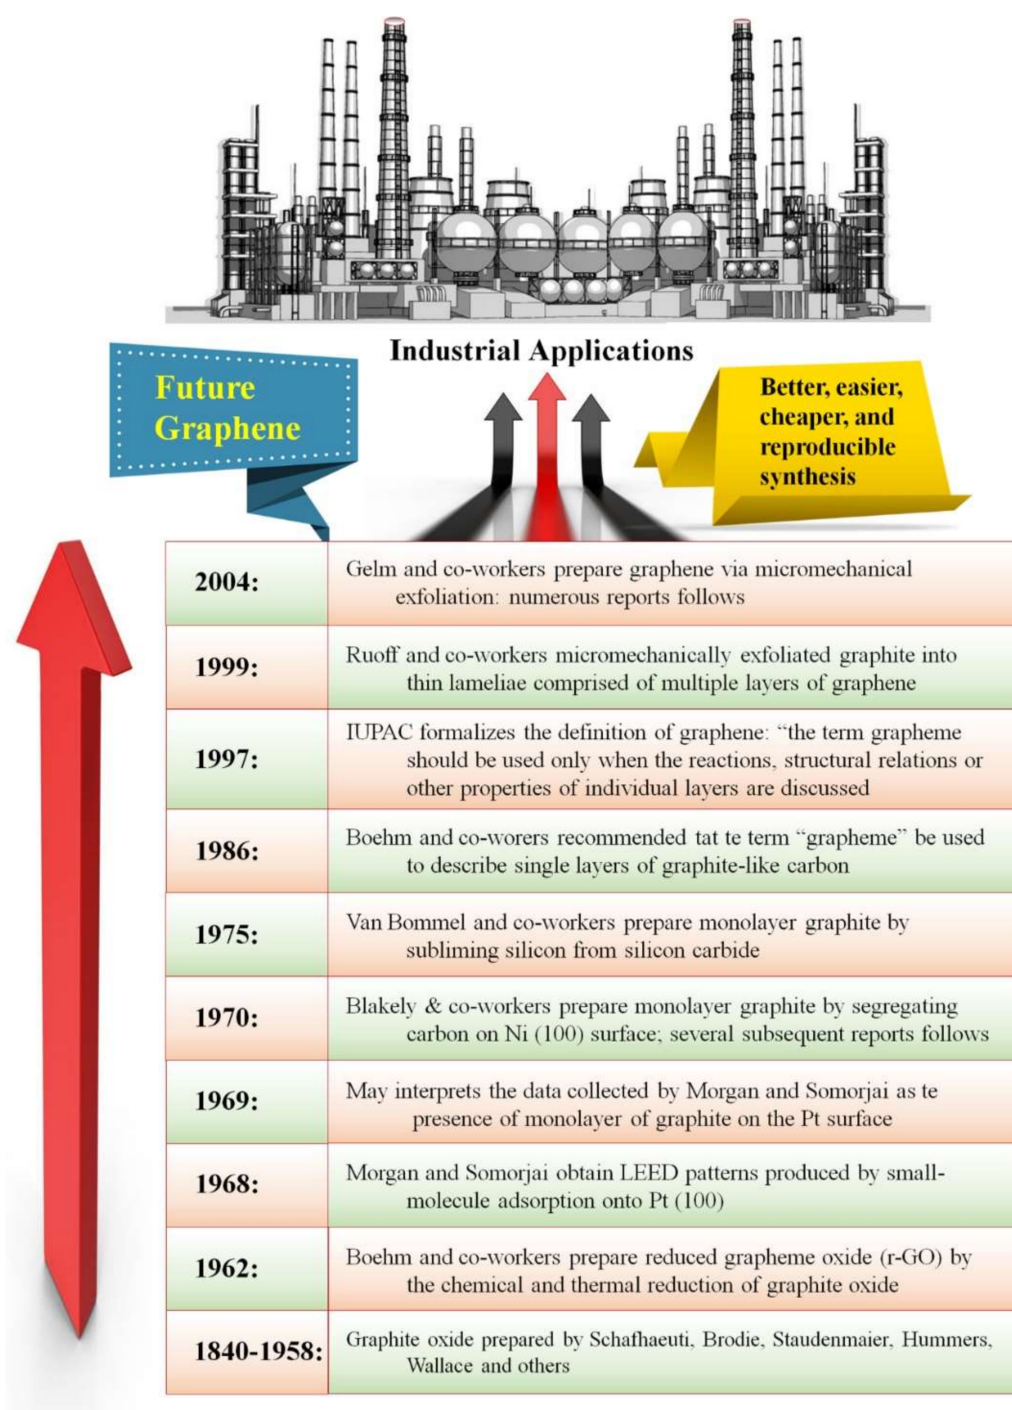 Industrial Applications
Future
Graphene
Better, easier,
cheaper, and
reproducible
synthesis
2004:
Gelm and co-workers prepare graphene via micromechanical
exfoliation: numerous reports follows
1999:
Ruoff and co-workers micromechanically exfoliated graphite into
thin lameliae comprised of multiple layers of graphene
1997:
IUPAC formalizes the definition of graphene: “the term grapheme
should be used only when the reactions, structural relations or
other properties of individual layers are discussed
1986:
Boehm and co-worers recommended tat te term “grapheme” be used
to describe single layers of graphite-like carbon
1975:
Van Bommel and co-workers prepare monolayer graphite by
subliming silicon from silicon carbide
1970:
Blakely & co-workers prepare monolayer graphite by segregating
carbon on Ni (100) surface; several subsequent reports follows
1969:
May interprets the data collected by Morgan and Somorjai as te
presence of monolayer of graphite on the Pt surface
1968:
Morgan and Somorjai obtain LEED patterns produced by small-
molecule adsorption onto Pt (100)
1962:
Boehm and co-workers prepare reduced grapheme oxide (r-GO) by
the chemical and thermal reduction of graphite oxide
1840-1958:
Graphite oxide prepared by Schafhaeuti, Brodie, Staudenmaier, Hummers,
Wallace and others